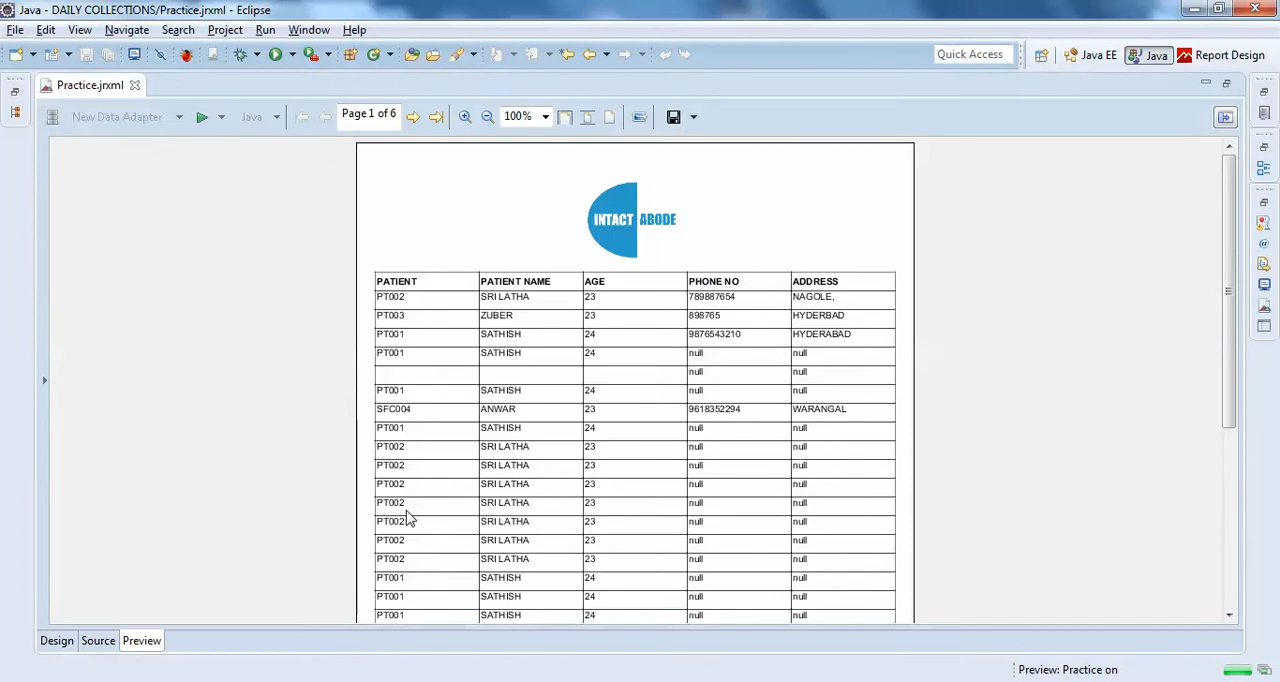 Java - DAILY COLLECTIONS/Practice.jrxml - Eclipse
File Edit View Navigate Search Project Run Window Help
Quick Access Java EE Java Report Design
Practice.jrxml
New Data Adapter Java Page 1 of 6 100%
INTACT ABODE
PATIENT PATIENT NAME AGE PHONE NO ADDRESS
PT002 SRI LATHA 23 789887654 NAGOLE,
PT003 ZUBER 23 898765 HYDERBAD
PT001 SATHISH 24 9876543210 HYDERABAD
PT001 SATHISH 24 null null
null null
PT001 SATHISH 24 null null
SFC004 ANWAR 23 9618352294 WARANGAL
PT001 SATHISH 24 null null
PT002 SRI LATHA 23 null null
PT002 SRI LATHA 23 null null
PT002 SRI LATHA 23 null null
PT002 SRI LATHA 23 null null
PT002 SRI LATHA 23 null null
PT002 SRI LATHA 23 null null
PT002 SRI LATHA 23 null null
PT001 SATHISH 24 null null
PT001 SATHISH 24 null null
PT001 SATHISH 24 null null
Design Source Preview
Preview: Practice on